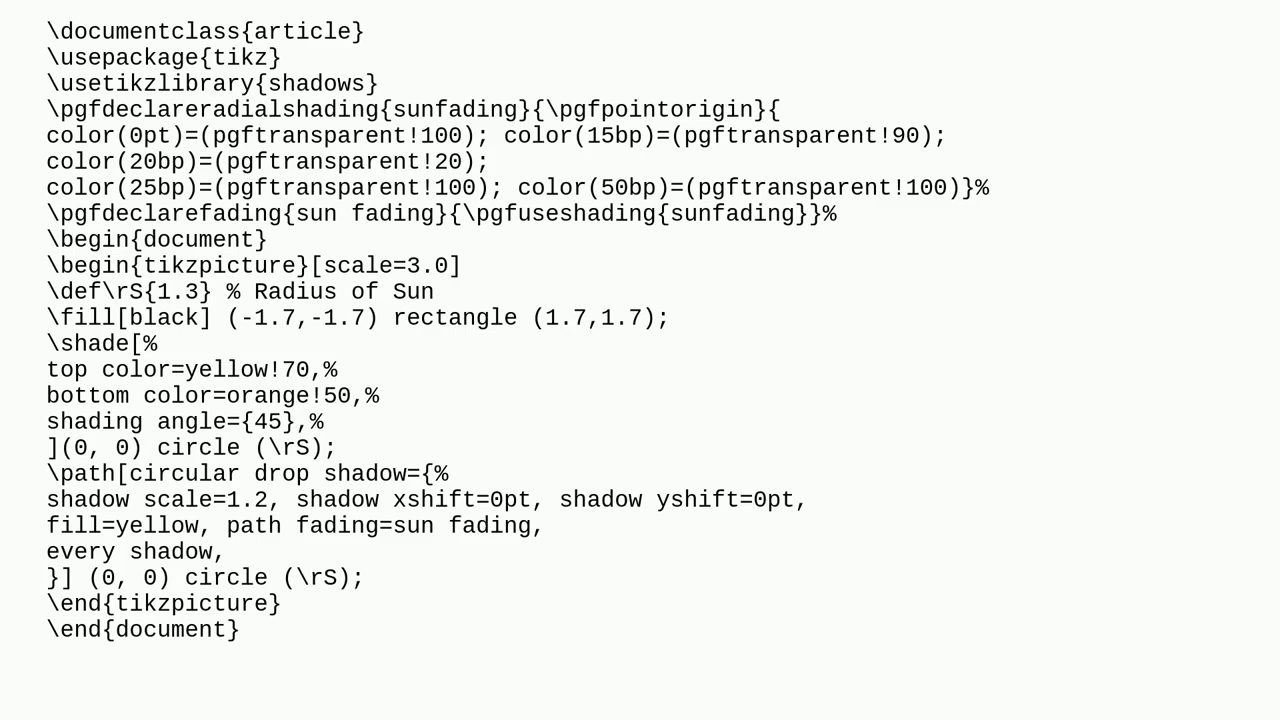 \documentclass{article}
\usepackage{tikz}
\usetikzlibrary{shadows}
\pgfdeclareradialshading{sunfading}{\pgfpointorigin}{
color(0pt)=(pgftransparent!100); color(15bp)=(pgftransparent!90);
color(20bp)=(pgftransparent!20);
color(25bp)=(pgftransparent!100); color(50bp)=(pgftransparent!100)}%
\pgfdeclarefading{sun fading}{\pgfuseshading{sunfading}}%
\begin{document}
\begin{tikzpicture}[scale=3.0]
\def\rS{1.3} % Radius of Sun
\fill[black] (-1.7,-1.7) rectangle (1.7,1.7);
\shade[%
top color=yellow!70,%
bottom color=orange!50,%
shading angle={45},%
](0, 0) circle (\rS);
\path[circular drop shadow={%
shadow scale=1.2, shadow xshift=0pt, shadow yshift=0pt,
fill=yellow, path fading=sun fading,
every shadow,
}] (0, 0) circle (\rS);
\end{tikzpicture}
\end{document}